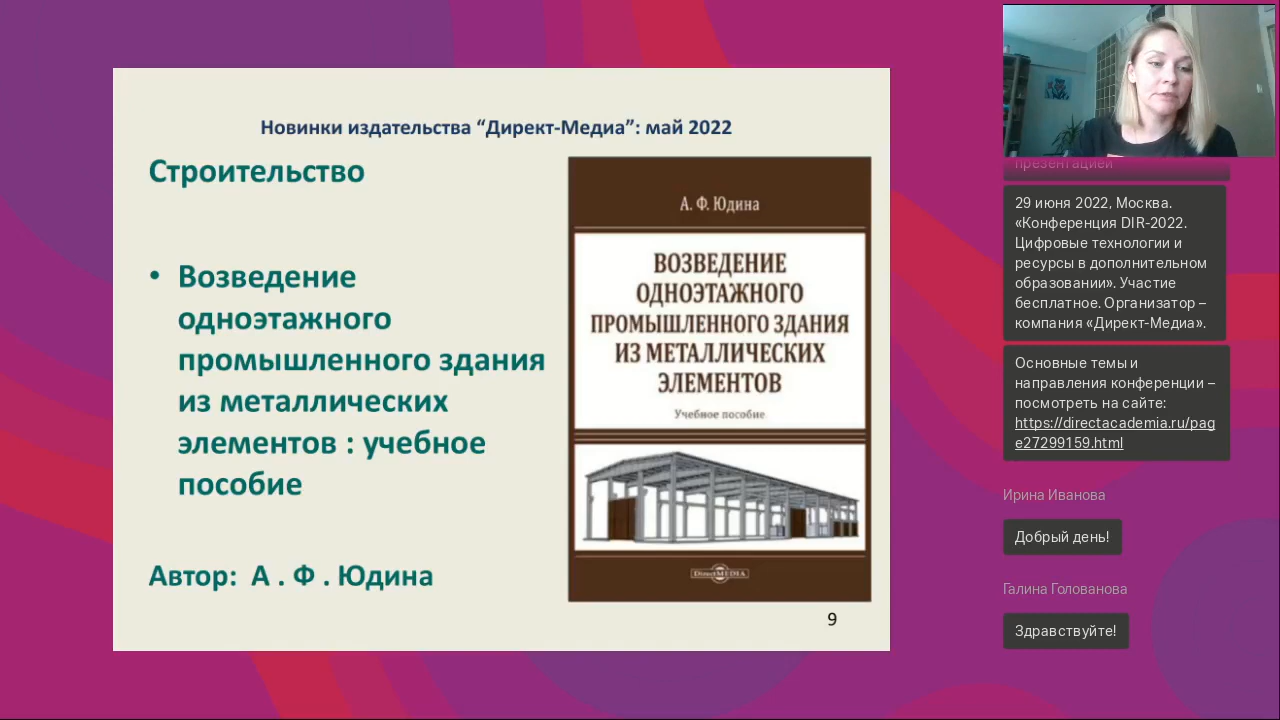 Новинки издательства “Директ-Медиа”: май 2022
Строительство
• Возведение
одноэтажного
промышленного здания
из металлических
элементов : учебное
пособие
Автор: А . Ф . Юдина
А. Ф. Юдина
ВОЗВЕДЕНИЕ
ОДНОЭТАЖНОГО
ПРОМЫШЛЕННОГО ЗДАНИЯ
ИЗ МЕТАЛЛИЧЕСКИХ
ЭЛЕМЕНТОВ
Учебное пособие
DirectMEDIA
9
презентацией
29 июня 2022, Москва.
«Конференция DIR-2022.
Цифровые технологии и
ресурсы в дополнительном
образовании». Участие
бесплатное. Организатор –
компания «Директ-Медиа».
Основные темы и
направления конференции –
посмотреть на сайте:
https://directacademia.ru/pag
e27299159.html
Ирина Иванова
Добрый день!
Галина Голованова
Здравствуйте!